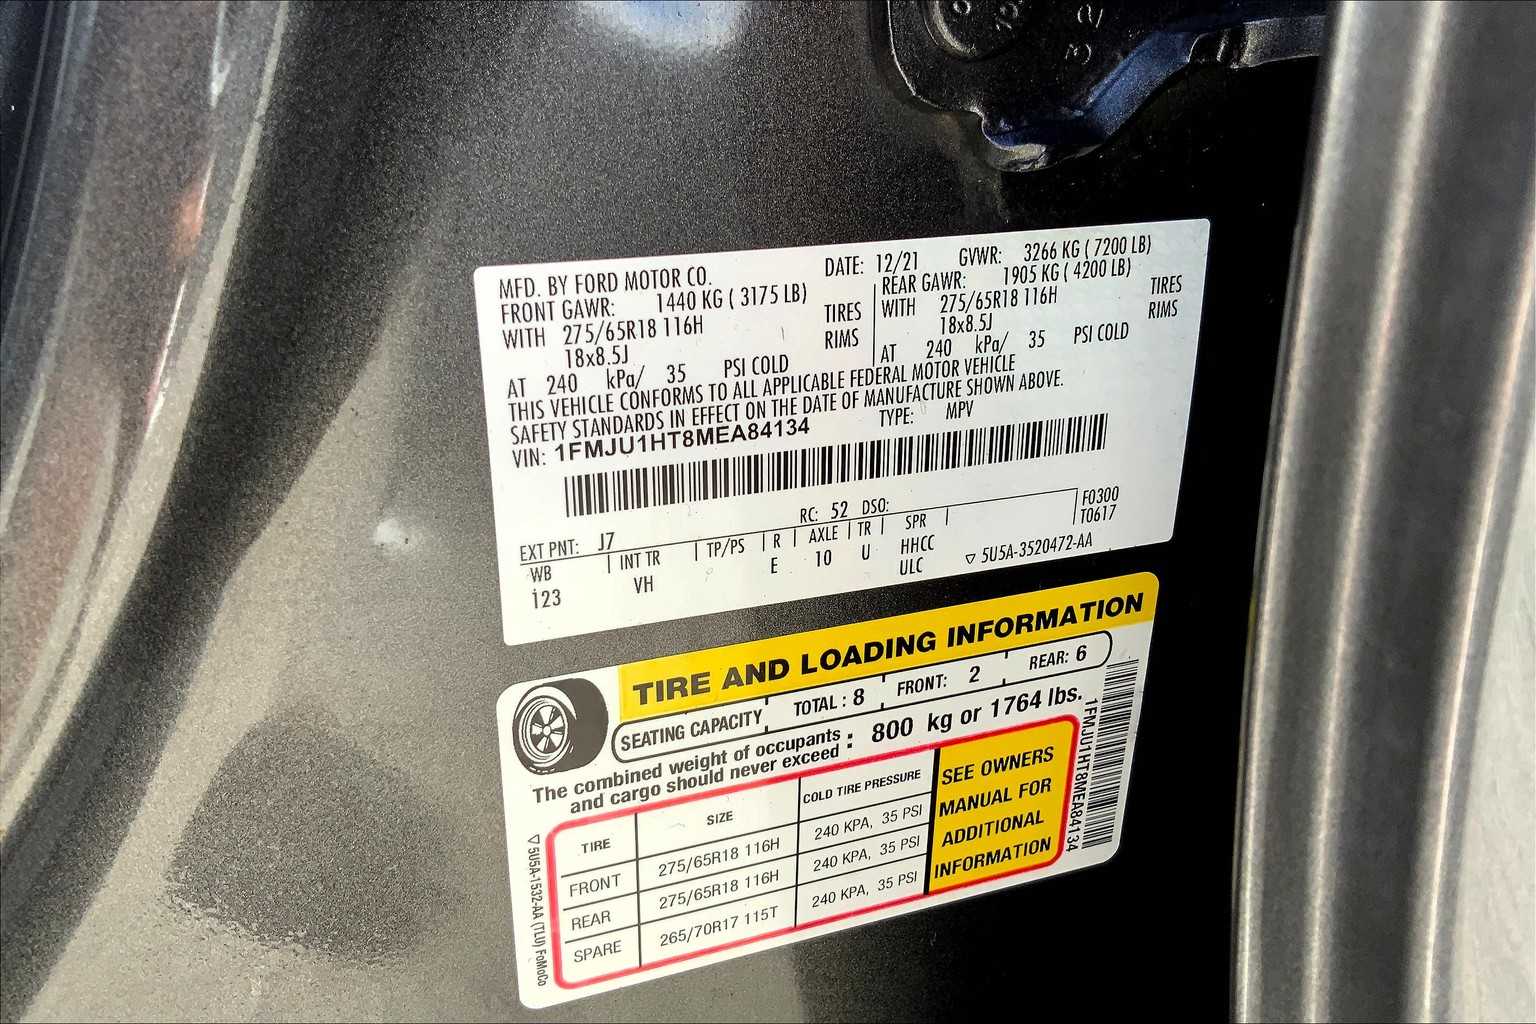 32
MFD. BY FORD MOTOR CO. DATE: 12/21 GVWR: 3266 KG ( 7200 LB)
FRONT GAWR: 1440 KG ( 3175 LB) REAR GAWR: 1905 KG ( 4200 LB)
WITH 275/65R18 116H TIRES WITH 275/65R18 116H TIRES
18x8.5J RIMS 18x8.5J RIMS
AT 240 kPa/ 35 PSI COLD AT 240 kPa/ 35 PSI COLD
THIS VEHICLE CONFORMS TO ALL APPLICABLE FEDERAL MOTOR VEHICLE
SAFETY STANDARDS IN EFFECT ON THE DATE OF MANUFACTURE SHOWN ABOVE.
VIN: 1FMJU1HT8MEA84134 TYPE: MPV
F0300
T0617
EXT PNT: J7 RC: 52 DSO:
WB INT TR TP/PS R AXLE TR SPR
123 VH E 10 U HHCC
ULC 5U5A-3520472-AA
TIRE AND LOADING INFORMATION
SEATING CAPACITY TOTAL : 8 FRONT: 2 REAR: 6
The combined weight of occupants
and cargo should never exceed : 800 kg or 1764 lbs.
TIRE SIZE COLD TIRE PRESSURE
FRONT 275/65R18 116H 240 KPA, 35 PSI
REAR 275/65R18 116H 240 KPA, 35 PSI
SPARE 265/70R17 115T 240 KPA, 35 PSI
SEE OWNERS
MANUAL FOR
ADDITIONAL
INFORMATION
1FMJU1HT8MEA84134
5U5A-1532-AA (TLU) FoMoCo